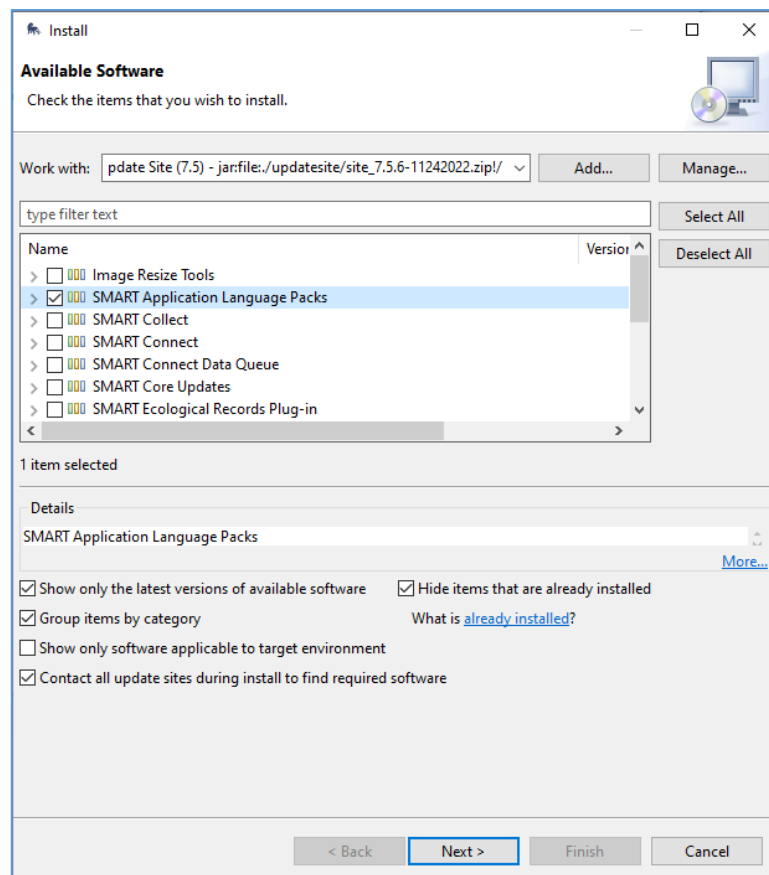 Install
Available Software
Check the items that you wish to install.
Work with: pdate Site (7.5) - jar:file:./updatesite/site_7.5.6-11242022.zip!/ Add... Manage...
type filter text Select All
Name Version Deselect All
Image Resize Tools
SMART Application Language Packs
SMART Collect
SMART Connect
SMART Connect Data Queue
SMART Core Updates
SMART Ecological Records Plug-in
1 item selected
Details
SMART Application Language Packs
More...
Show only the latest versions of available software Hide items that are already installed
Group items by category What is already installed?
Show only software applicable to target environment
Contact all update sites during install to find required software
< Back Next > Finish Cancel